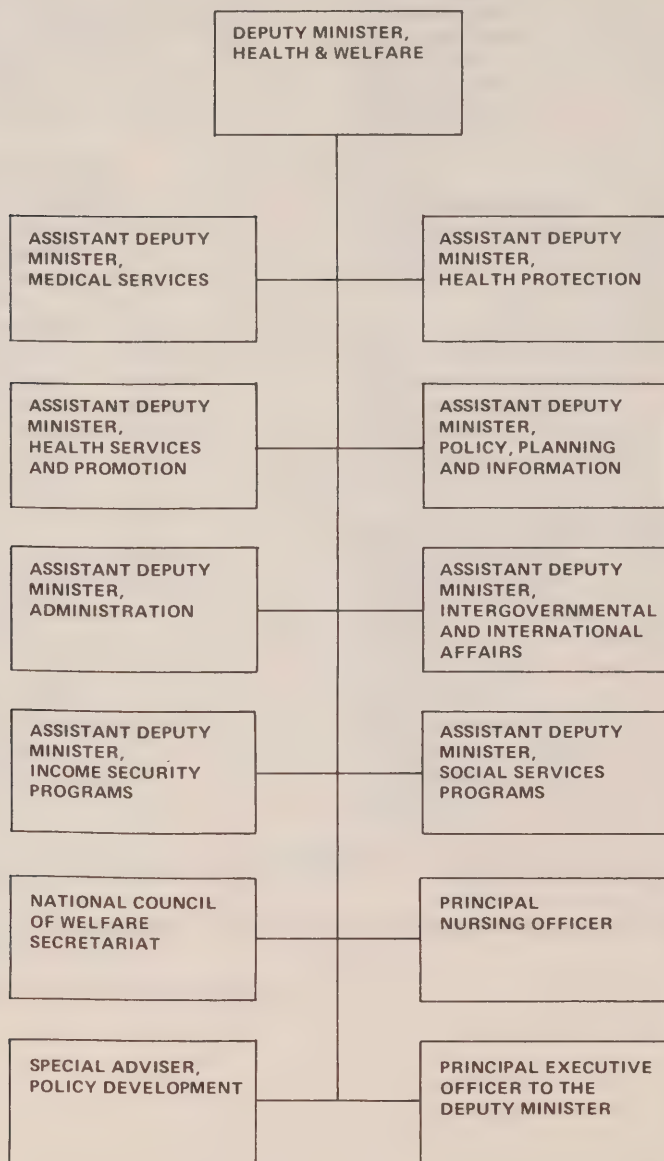 DEPUTY MINISTER,
HEALTH & WELFARE
ASSISTANT DEPUTY
MINISTER,
MEDICAL SERVICES
ASSISTANT DEPUTY
MINISTER,
HEALTH PROTECTION
ASSISTANT DEPUTY
MINISTER,
HEALTH SERVICES
AND PROMOTION
ASSISTANT DEPUTY
MINISTER,
POLICY, PLANNING
AND INFORMATION
ASSISTANT DEPUTY
MINISTER,
ADMINISTRATION
ASSISTANT DEPUTY
MINISTER,
INTERGOVERNMENTAL
AND INTERNATIONAL
AFFAIRS
ASSISTANT DEPUTY
MINISTER,
INCOME SECURITY
PROGRAMS
ASSISTANT DEPUTY
MINISTER,
SOCIAL SERVICES
PROGRAMS
NATIONAL COUNCIL
OF WELFARE
SECRETARIAT
PRINCIPAL
NURSING OFFICER
SPECIAL ADVISER,
POLICY DEVELOPMENT
PRINCIPAL EXECUTIVE
OFFICER TO THE
DEPUTY MINISTER